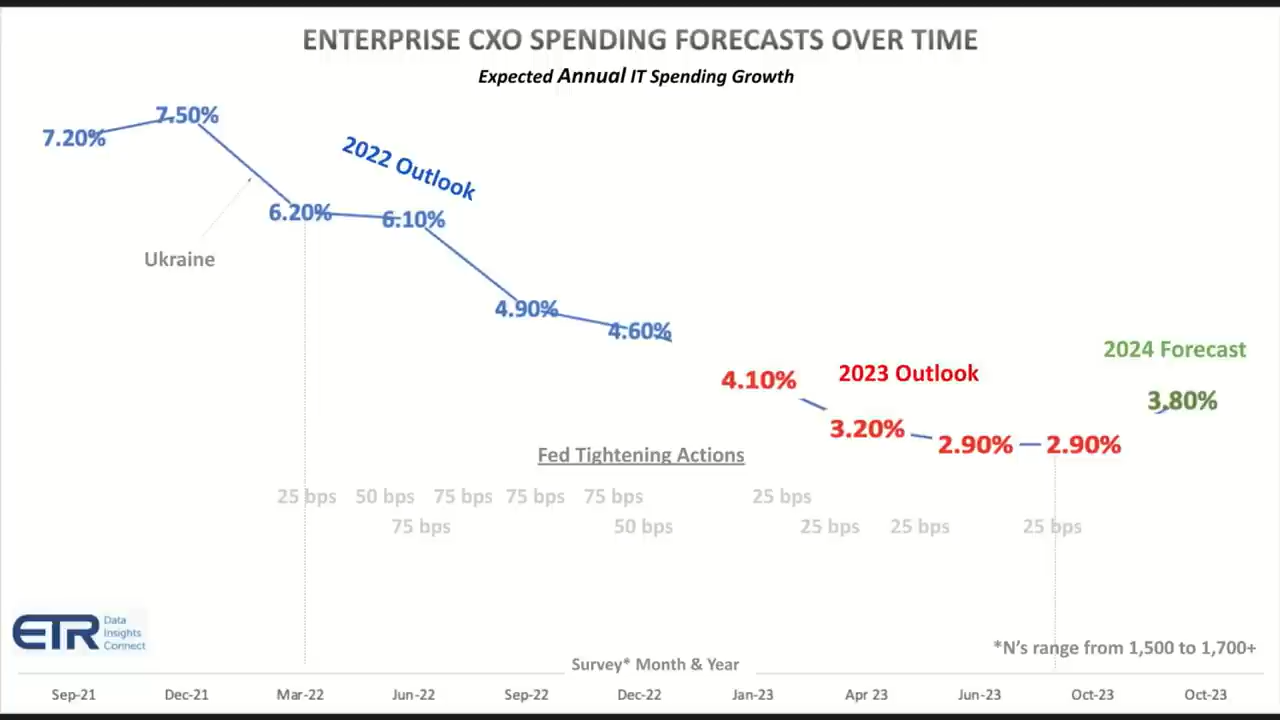 ENTERPRISE CXO SPENDING FORECASTS OVER TIME
Expected Annual IT Spending Growth
7.50%
7.20%
2022 Outlook
6.20%
6.10%
Ukraine
4.90%
4.60%
2024 Forecast
4.10%
2023 Outlook
3.80%
3.20%
2.90%
2.90%
Fed Tightening Actions
25 bps 50 bps 75 bps 75 bps 75 bps 25 bps
75 bps 50 bps 25 bps 25 bps 25 bps
ETR
Data
Insights
Connect
*N's range from 1,500 to 1,700+
Survey* Month & Year
Sep-21 Dec-21 Mar-22 Jun-22 Sep-22 Dec-22 Jan-23 Apr 23 Jun-23 Oct-23 Oct-23